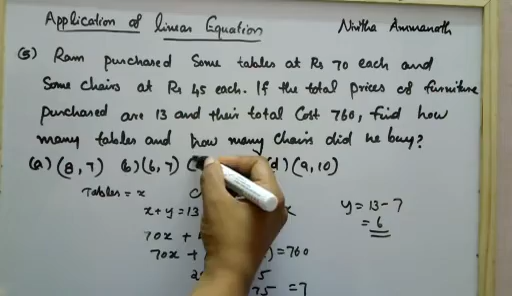 Application of linear Equation Nivitha Ammanath
(5) Ram purchased Some tables at Rs 70 each and
Some chairs at Rs 45 each. If the total prices of furniture
purchased are 13 and their total Cost 760, find how
many tables and how many chairs did he buy?
(a) (8,7) (b) (6,7) (d) (9,10)
Tables = x
x+y=13
y = 13-7
70x +
= 6
70x + = 760
75 = 7